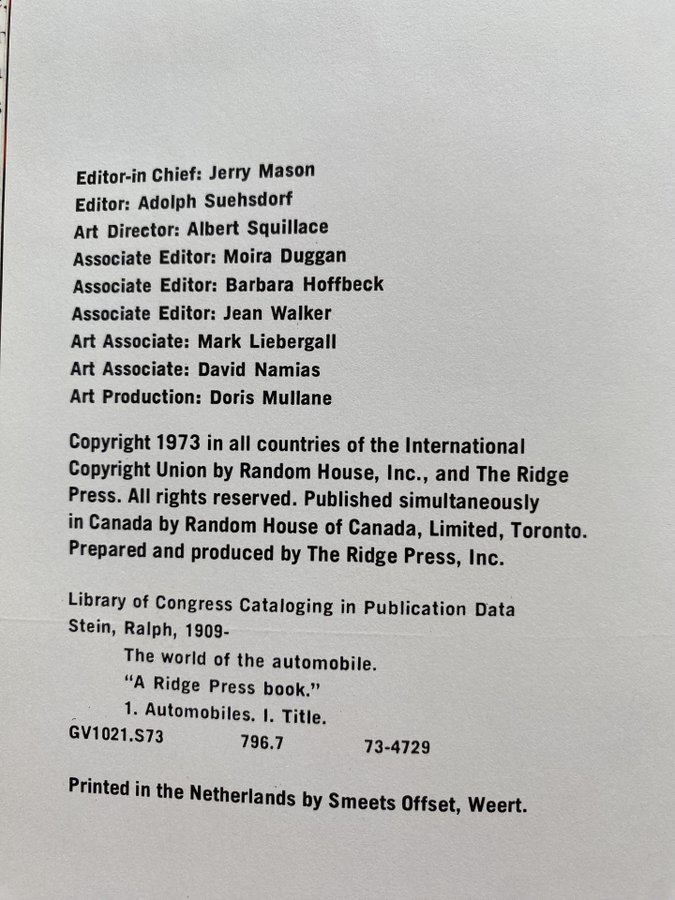 Editor-in Chief: Jerry Mason
Editor: Adolph Suehsdorf
Art Director: Albert Squillace
Associate Editor: Moira Duggan
Associate Editor: Barbara Hoffbeck
Associate Editor: Jean Walker
Art Associate: Mark Liebergall
Art Associate: David Namias
Art Production: Doris Mullane
Copyright 1973 in all countries of the International
Copyright Union by Random House, Inc., and The Ridge
Press. All rights reserved. Published simultaneously
in Canada by Random House of Canada, Limited, Toronto.
Prepared and produced by The Ridge Press, Inc.
Library of Congress Cataloging in Publication Data
Stein, Ralph, 1909-
The world of the automobile.
“A Ridge Press book.”
1. Automobiles. I. Title.
GV1021.S73 796.7 73-4729
Printed in the Netherlands by Smeets Offset, Weert.